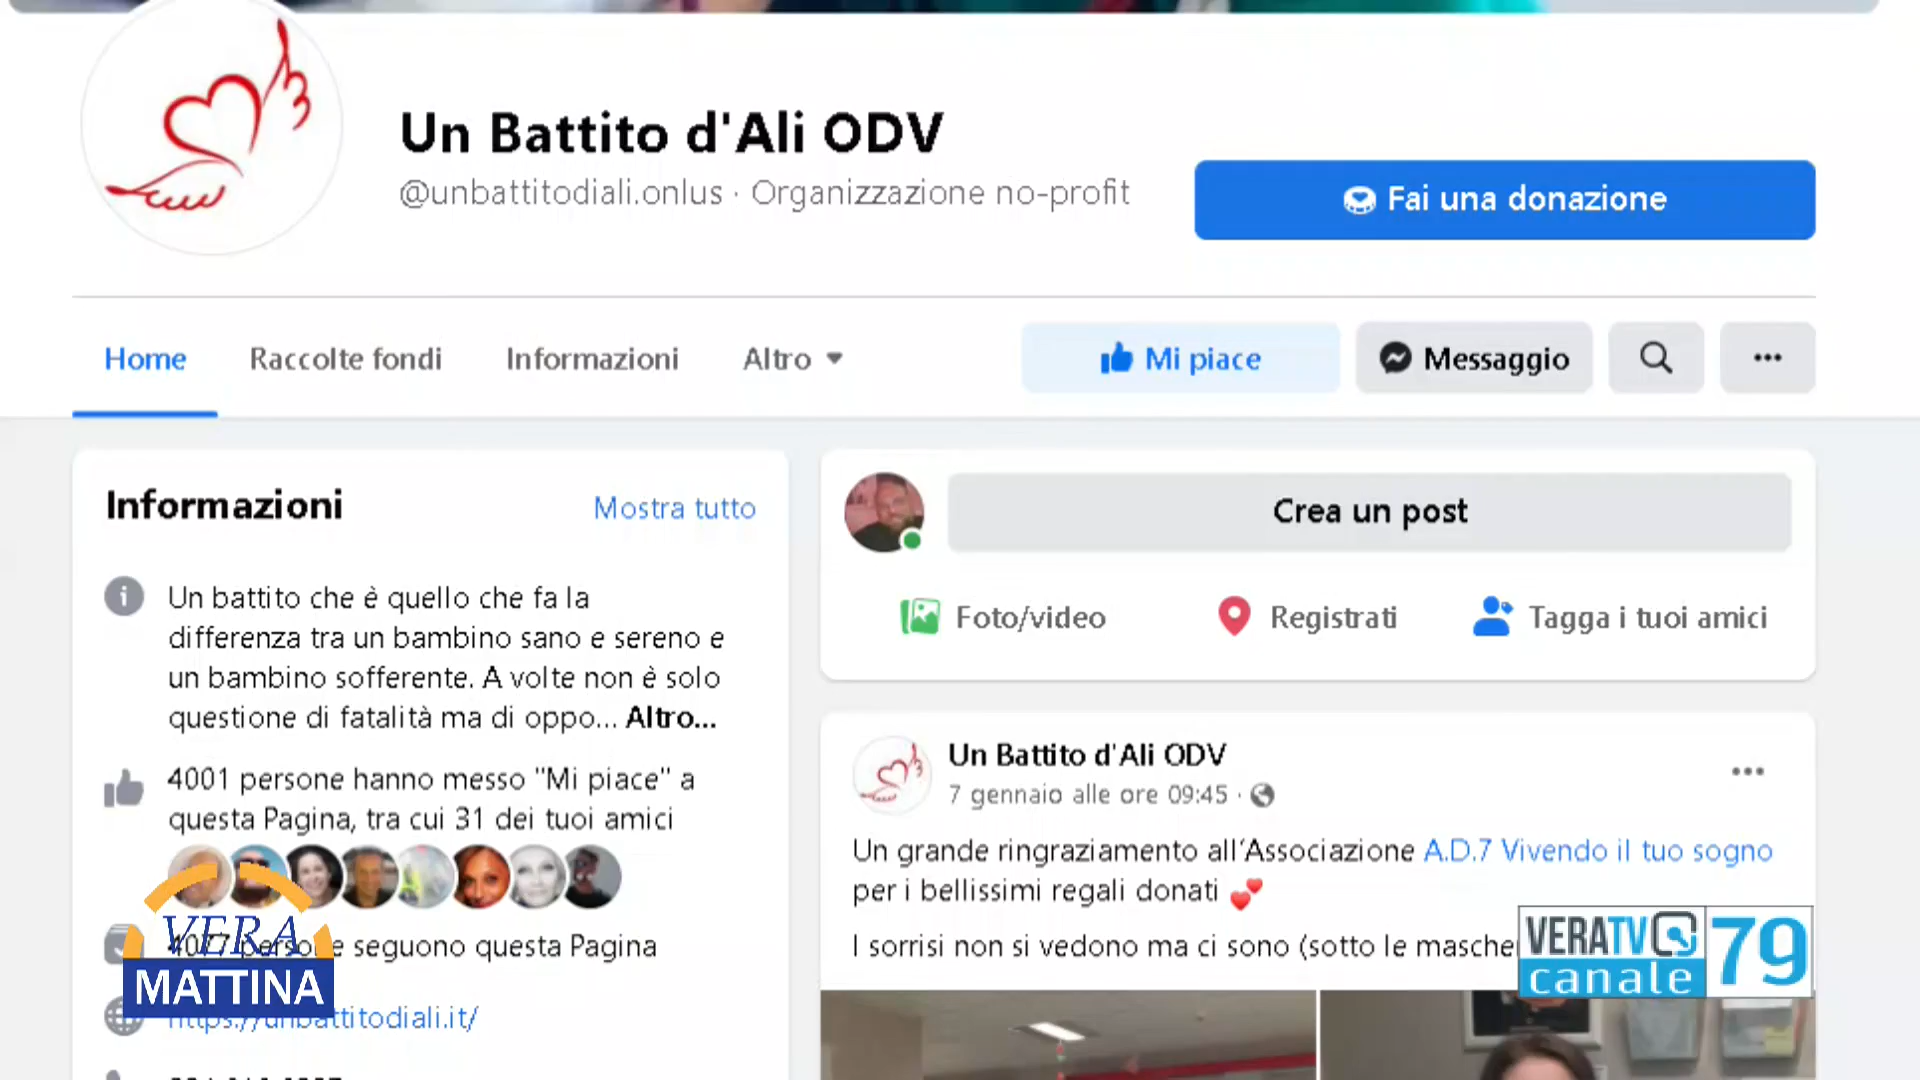 Un Battito d'Ali ODV
@unbattitodiali.onlus · Organizzazione no-profit
Fai una donazione
Home
Raccolte fondi
Informazioni
Altro
Mi piace
Messaggio
Informazioni
Mostra tutto
Un battito che è quello che fa la
differenza tra un bambino sano e sereno e
un bambino sofferente. A volte non è solo
questione di fatalità ma di oppo... Altro...
4001 persone hanno messo "Mi piace" a
questa Pagina, tra cui 31 dei tuoi amici
4077 persone seguono questa Pagina
https://unbattitodiali.it/
Crea un post
Foto/video
Registrati
Tagga i tuoi amici
Un Battito d'Ali ODV
7 gennaio alle ore 09:45 ·
Un grande ringraziamento all'Associazione A.D.7 Vivendo il tuo sogno
per i bellissimi regali donati
I sorrisi non si vedono ma ci sono (sotto le
VERA
MATTINA
VERATV
canale
79